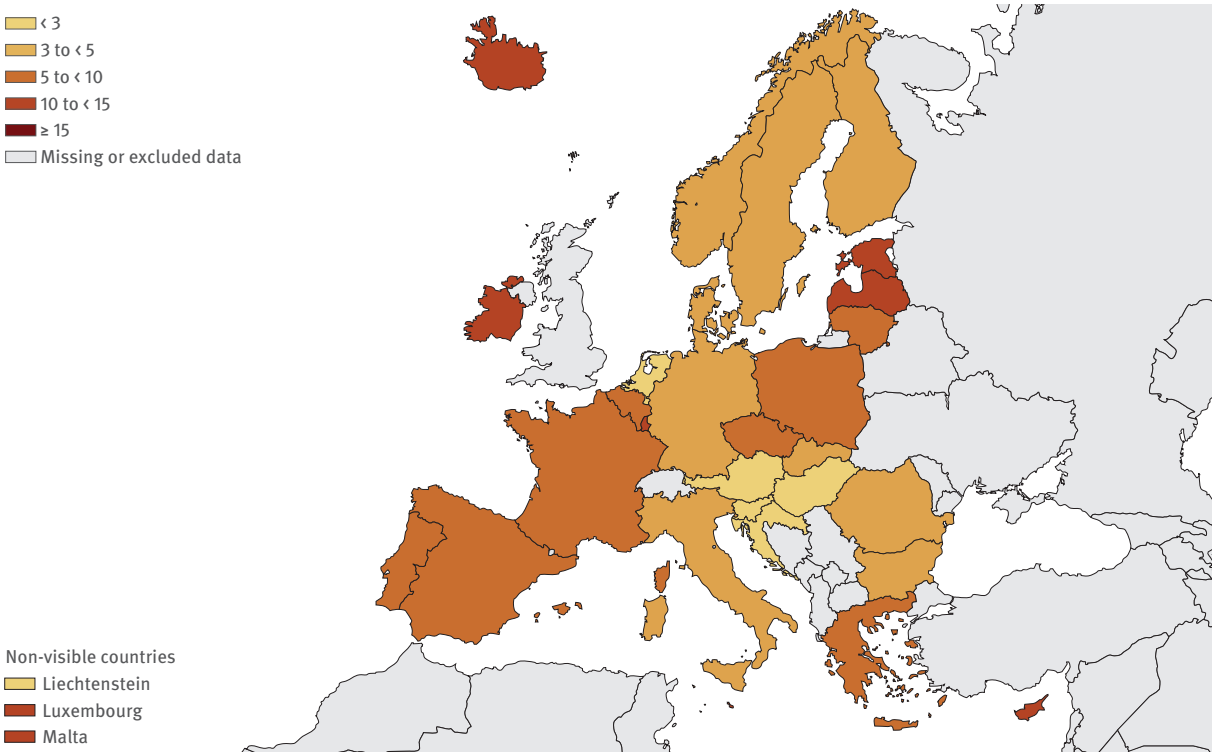 ‹ 3
3 to ‹ 5
5 to ‹ 10
10 to ‹ 15
≥ 15
Missing or excluded data
Non-visible countries
Liechtenstein
Luxembourg
Malta